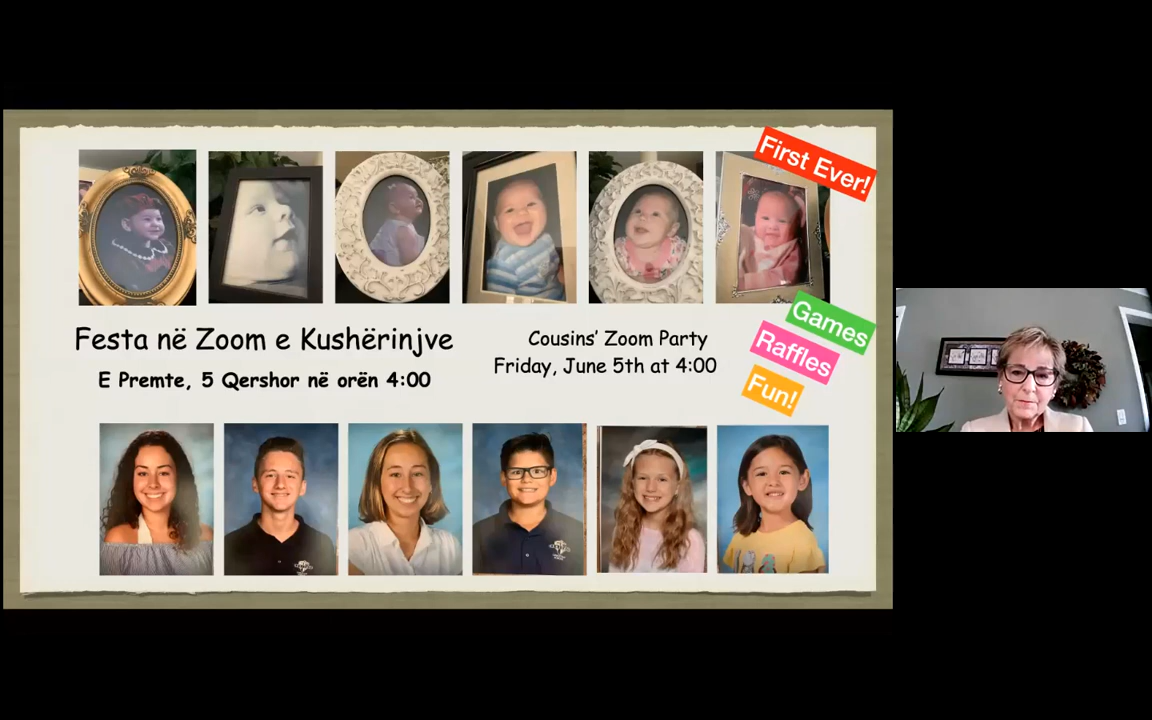 First Ever!
Festa në Zoom e Kushërinjve
E Premte, 5 Qershor në orën 4:00
Cousins' Zoom Party
Friday, June 5th at 4:00
Games
Raffles
Fun!